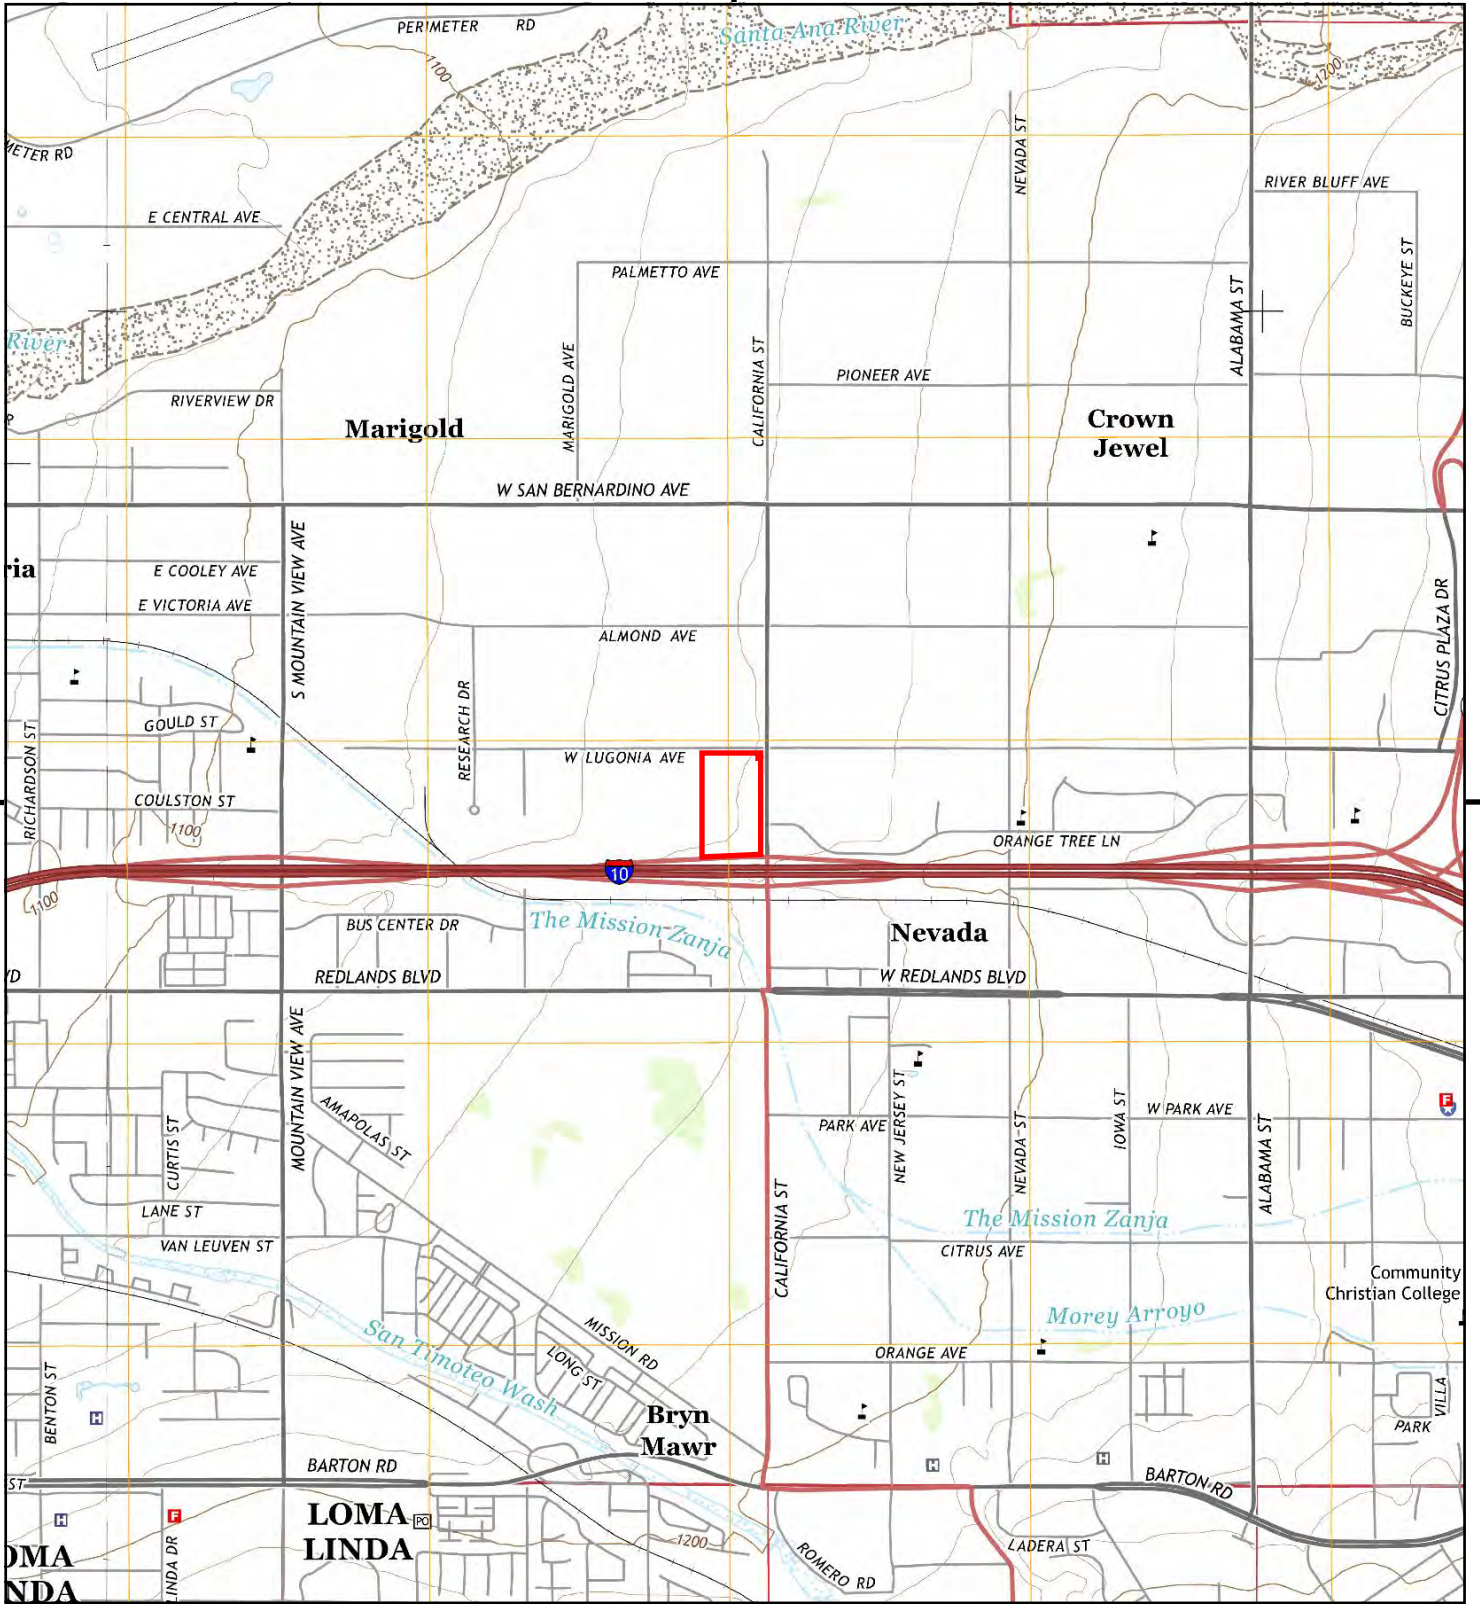 PERIMETER RD
Santa Ana River
1100
1200
METER RD
NEVADA ST
RIVER BLUFF AVE
E CENTRAL AVE
PALMETTO AVE
BUCKEYE ST
ALABAMA ST
River
MARIGOLD AVE
CALIFORNIA ST
PIONEER AVE
RIVERVIEW DR
Marigold
Crown
Jewel
W SAN BERNARDINO AVE
S MOUNTAIN VIEW AVE
ria
E COOLEY AVE
E VICTORIA AVE
CITRUS PLAZA DR
ALMOND AVE
RESEARCH DR
GOULD ST
RICHARDSON ST
W LUGONIA AVE
COULSTON ST
1100
ORANGE TREE LN
10
1100
BUS CENTER DR
The Mission Zanja
Nevada
VD
REDLANDS BLVD
W REDLANDS BLVD
MOUNTAIN VIEW AVE
AMAPOLAS ST
CURTIS ST
PARK AVE
NEW JERSEY ST
NEVADA ST
IOWA ST
W PARK AVE
ALABAMA ST
F
LANE ST
CALIFORNIA ST
The Mission Zanja
VAN LEUVEN ST
CITRUS AVE
Community
Christian College
Morey Arroyo
San Timoteo Wash
MISSION RD
LONG ST
ORANGE AVE
BENTON ST
H
Bryn
Mawr
VILLA
PARK
BARTON RD
H
H
BARTON RD
ST
H
F
LOMA
LINDA
PO
1200
LADERA ST
ROMERO RD
OMA
NDA
LINDA DR